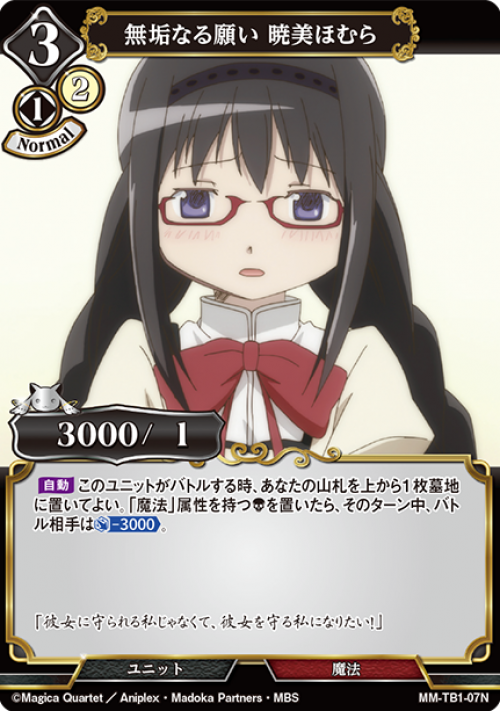 3
無垢なる願い 暁美ほむら
1
2
Normal
3000/ 1
自動 このユニットがバトルする時、あなたの山札を上から1枚墓地
に置いてよい。「魔法」属性を持つを置いたら、そのターン中、バト
ル相手は-3000。
「彼女に守られる私じゃなくて、彼女を守る私になりたい!」
ユニット
魔法
©Magica Quartet / Aniplex・Madoka Partners・MBS
MM-TB1-07N